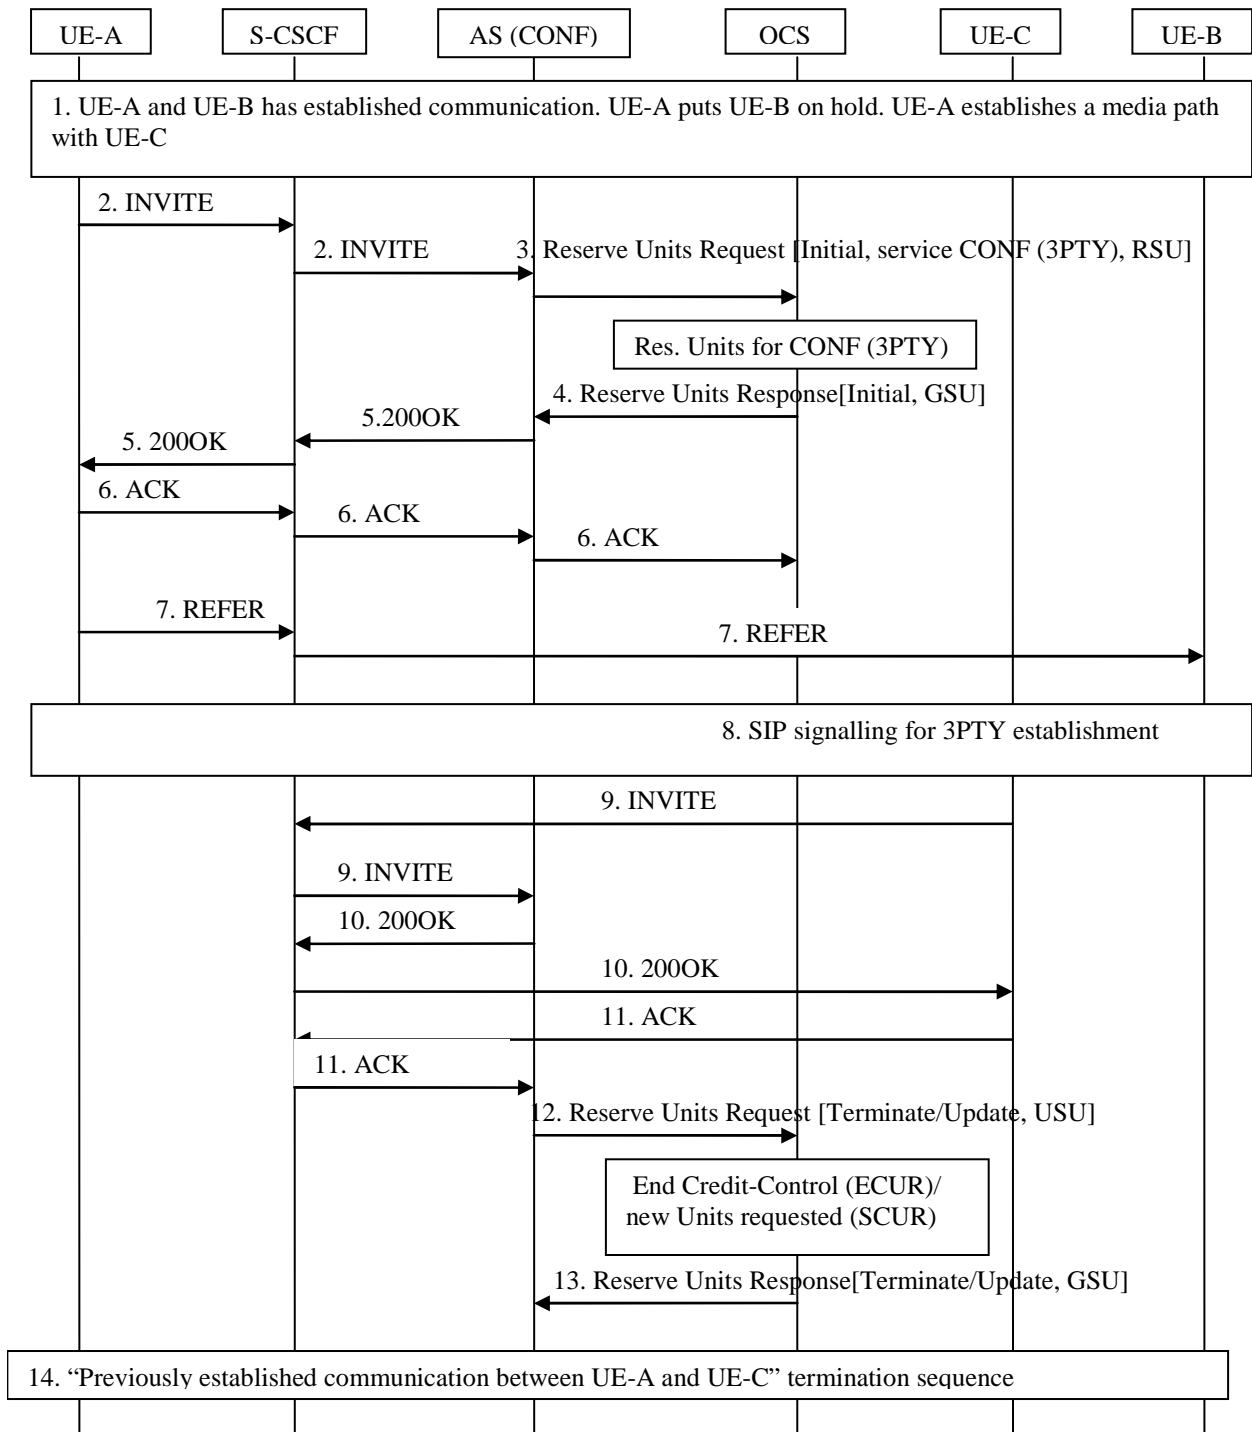 UE-A
S-CSCF
AS (CONF)
OCS
UE-C
UE-B
1. UE-A and UE-B has established communication. UE-A puts UE-B on hold. UE-A establishes a media path
with UE-C
2. INVITE
2. INVITE
3. Reserve Units Request [Initial, service CONF (3PTY), RSU]
Res. Units for CONF (3PTY)
4. Reserve Units Response[Initial, GSU]
5.200OK
5. 200OK
6. ACK
6. ACK
6. ACK
7. REFER
7. REFER
8. SIP signalling for 3PTY establishment
9. INVITE
9. INVITE
10. 200OK
10. 200OK
11. ACK
11. ACK
12. Reserve Units Request [Terminate/Update, USU]
End Credit-Control (ECUR)/
new Units requested (SCUR)
13. Reserve Units Response[Terminate/Update, GSU]
14. “Previously established communication between UE-A and UE-C” termination sequence